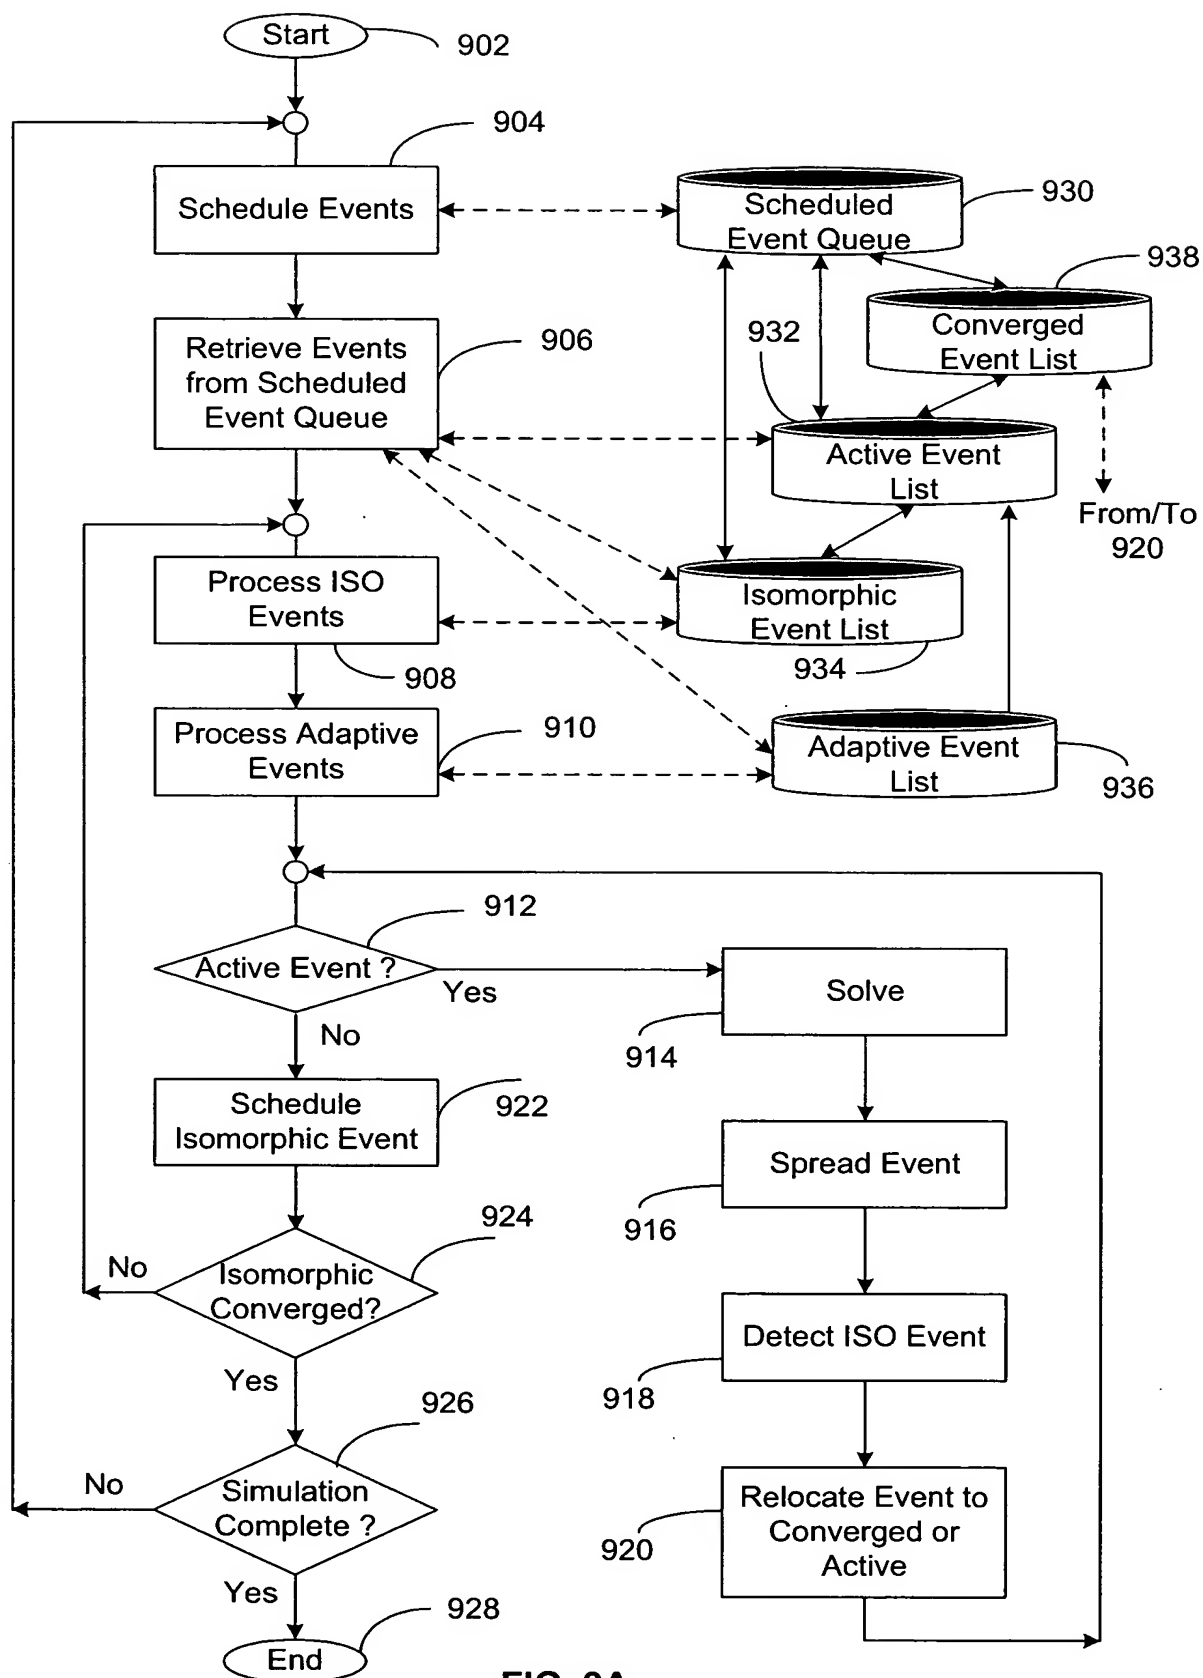 Start
902
904
Schedule Events
Scheduled
Event Queue
930
938
Converged
Event List
Retrieve Events
from Scheduled
Event Queue
906
932
Active Event
List
From/To
920
Process ISO
Events
908
Isomorphic
Event List
934
Process Adaptive
Events
910
Adaptive Event
List
936
912
Active Event ?
Yes
No
Solve
914
Schedule
Isomorphic Event
922
Spread Event
916
924
Isomorphic
Converged?
No
Yes
Detect ISO Event
918
926
Simulation
Complete ?
No
Yes
Relocate Event to
Converged or
Active
920
928
End